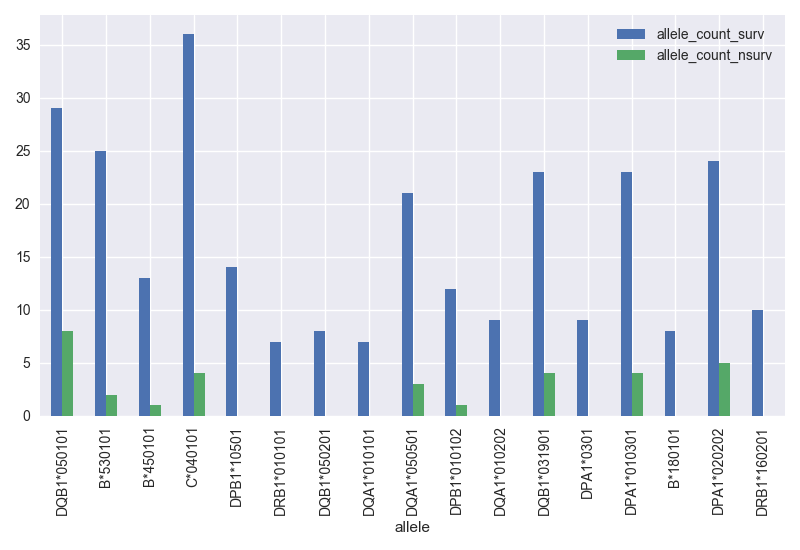 allele_count_surv
allele_count_nsurv
35
30
25
20
15
10
5
0
DQB1*050101
B*530101
B*450101
C*040101
DPB1*10501
DRB1*010101
DQB1*050201
DQA1*010101
DQA1*050501
DPB1*010102
DQA1*010202
DQB1*031901
DPA1*0301
DPA1*010301
B*180101
DPA1*020202
DRB1*160201
allele